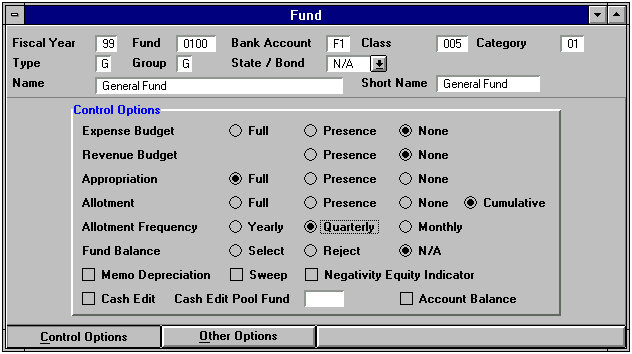 Fund
Fiscal Year 99 Fund 0100 Bank Account F1 Class 005 Category 01
Type G Group G State / Bond N/A
Name General Fund Short Name General Fund
Control Options
Expense Budget Full Presence None
Revenue Budget Presence None
Appropriation Full Presence None
Allotment Full Presence None Cumulative
Allotment Frequency Yearly Quarterly Monthly
Fund Balance Select Reject N/A
Memo Depreciation Sweep Negativity Equity Indicator
Cash Edit Cash Edit Pool Fund Account Balance
Control Options Other Options